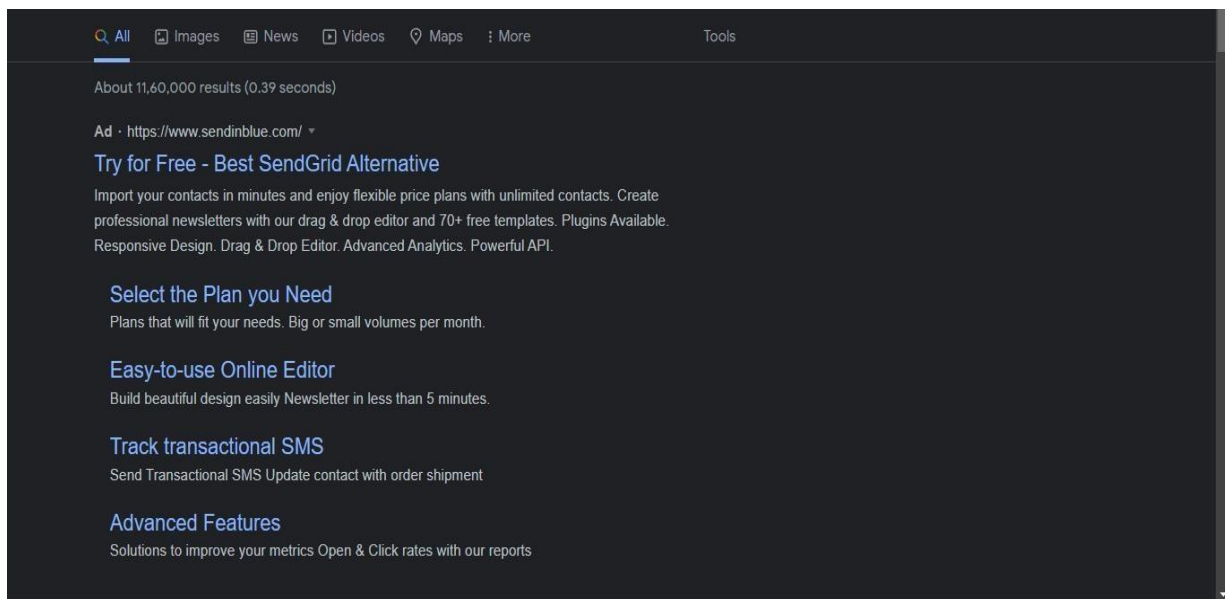 All Images News Videos Maps More Tools
About 11,60,000 results (0.39 seconds)
Ad · https://www.sendinblue.com/
Try for Free - Best SendGrid Alternative
Import your contacts in minutes and enjoy flexible price plans with unlimited contacts. Create
professional newsletters with our drag & drop editor and 70+ free templates. Plugins Available.
Responsive Design. Drag & Drop Editor. Advanced Analytics. Powerful API.
Select the Plan you Need
Plans that will fit your needs. Big or small volumes per month.
Easy-to-use Online Editor
Build beautiful design easily Newsletter in less than 5 minutes.
Track transactional SMS
Send Transactional SMS Update contact with order shipment
Advanced Features
Solutions to improve your metrics Open & Click rates with our reports